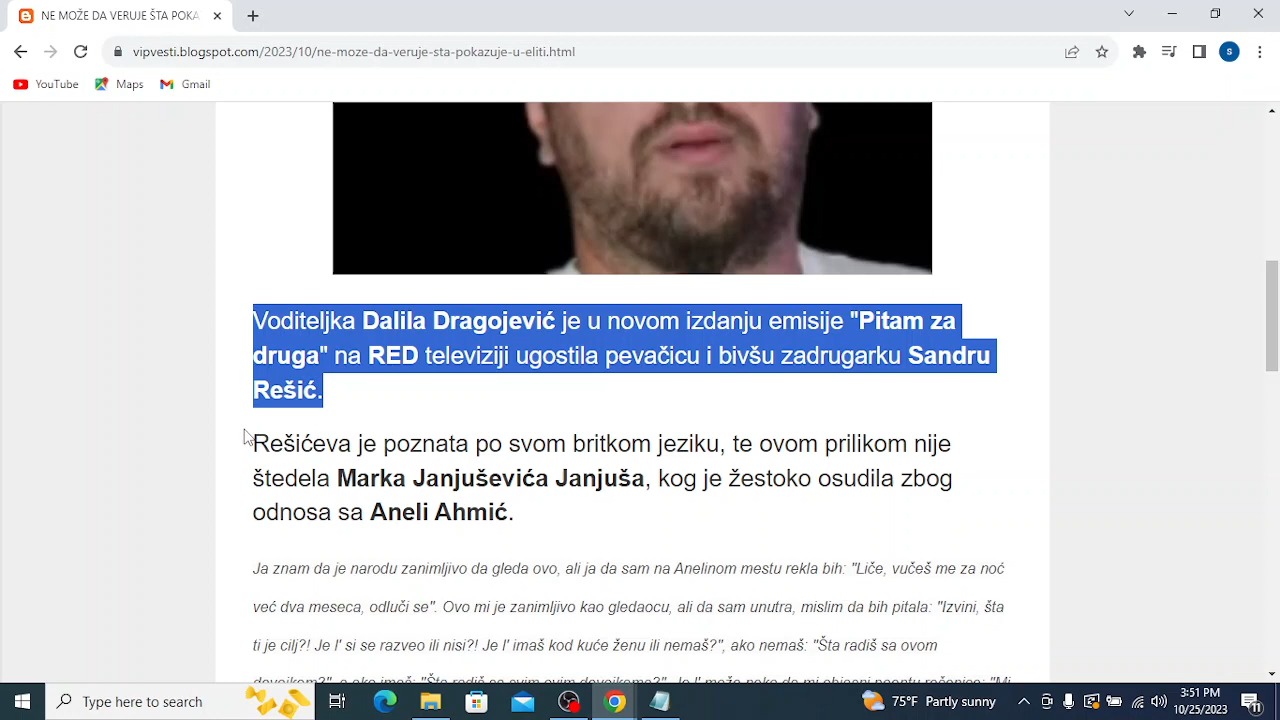 NE MOŽE DA VERUJE ŠTA POKA
vipvesti.blogspot.com/2023/10/ne-moze-da-veruje-sta-pokazuje-u-eliti.html
S
YouTube Maps Gmail
Voditeljka Dalila Dragojević je u novom izdanju emisije "Pitam za
druga" na RED televiziji ugostila pevačicu i bivšu zadrugarku Sandru
Rešić.
Rešićeva je poznata po svom britkom jeziku, te ovom prilikom nije
štedela Marka Janjuševića Janjuša, kog je žestoko osudila zbog
odnosa sa Aneli Ahmić.
Ja znam da je narodu zanimljivo da gleda ovo, ali ja da sam na Anelinom mestu rekla bih: "Liče, vučeš me za noć
već dva meseca, odluči se". Ovo mi je zanimljivo kao gledaocu, ali da sam unutra, mislim da bih pitala: "Izvini, šta
ti je cilj?! Je l' si se razveo ili nisi?! Je l' imaš kod kuće ženu ili nemaš?", ako nemaš: "Šta radiš sa ovom
Type here to search
75°F Partly sunny
3:51 PM
10/25/2023
11